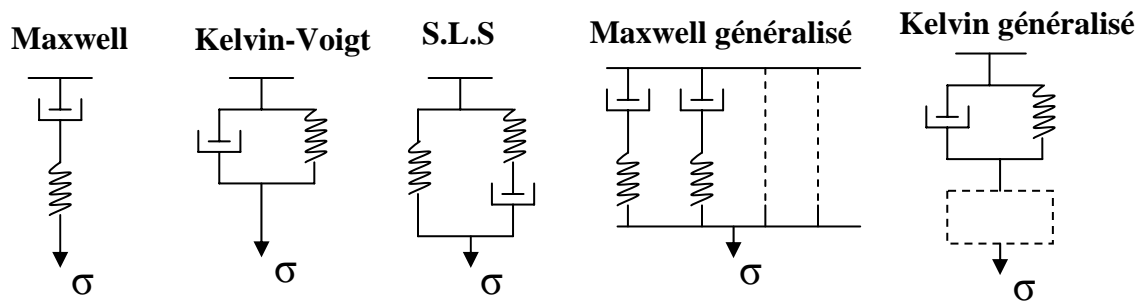 Maxwell
Kelvin-Voigt
S.L.S
Maxwell généralisé
Kelvin généralisé
σ
σ
σ
σ
σ